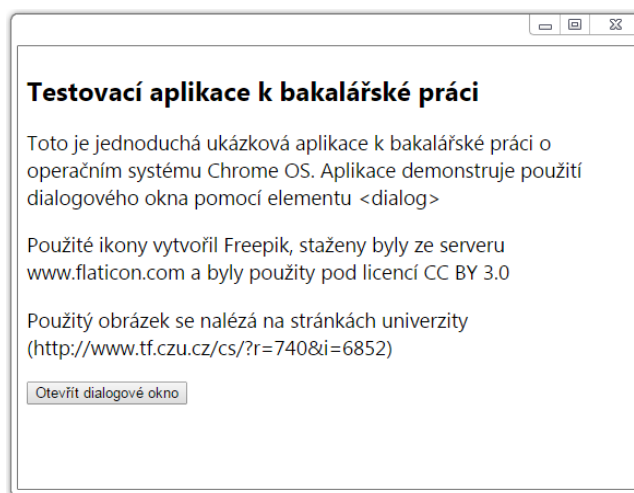 Testovací aplikace k bakalářské práci
Toto je jednoduchá ukázková aplikace k bakalářské práci o
operačním systému Chrome OS. Aplikace demonstruje použití
dialogového okna pomocí elementu <dialog>
Použité ikony vytvořil Freepik, staženy byly ze serveru
www.flaticon.com a byly použity pod licencí CC BY 3.0
Použitý obrázek se nalézá na stránkách univerzity
(http://www.tf.czu.cz/cs/?r=740&i=6852)
Otevřít dialogové okno